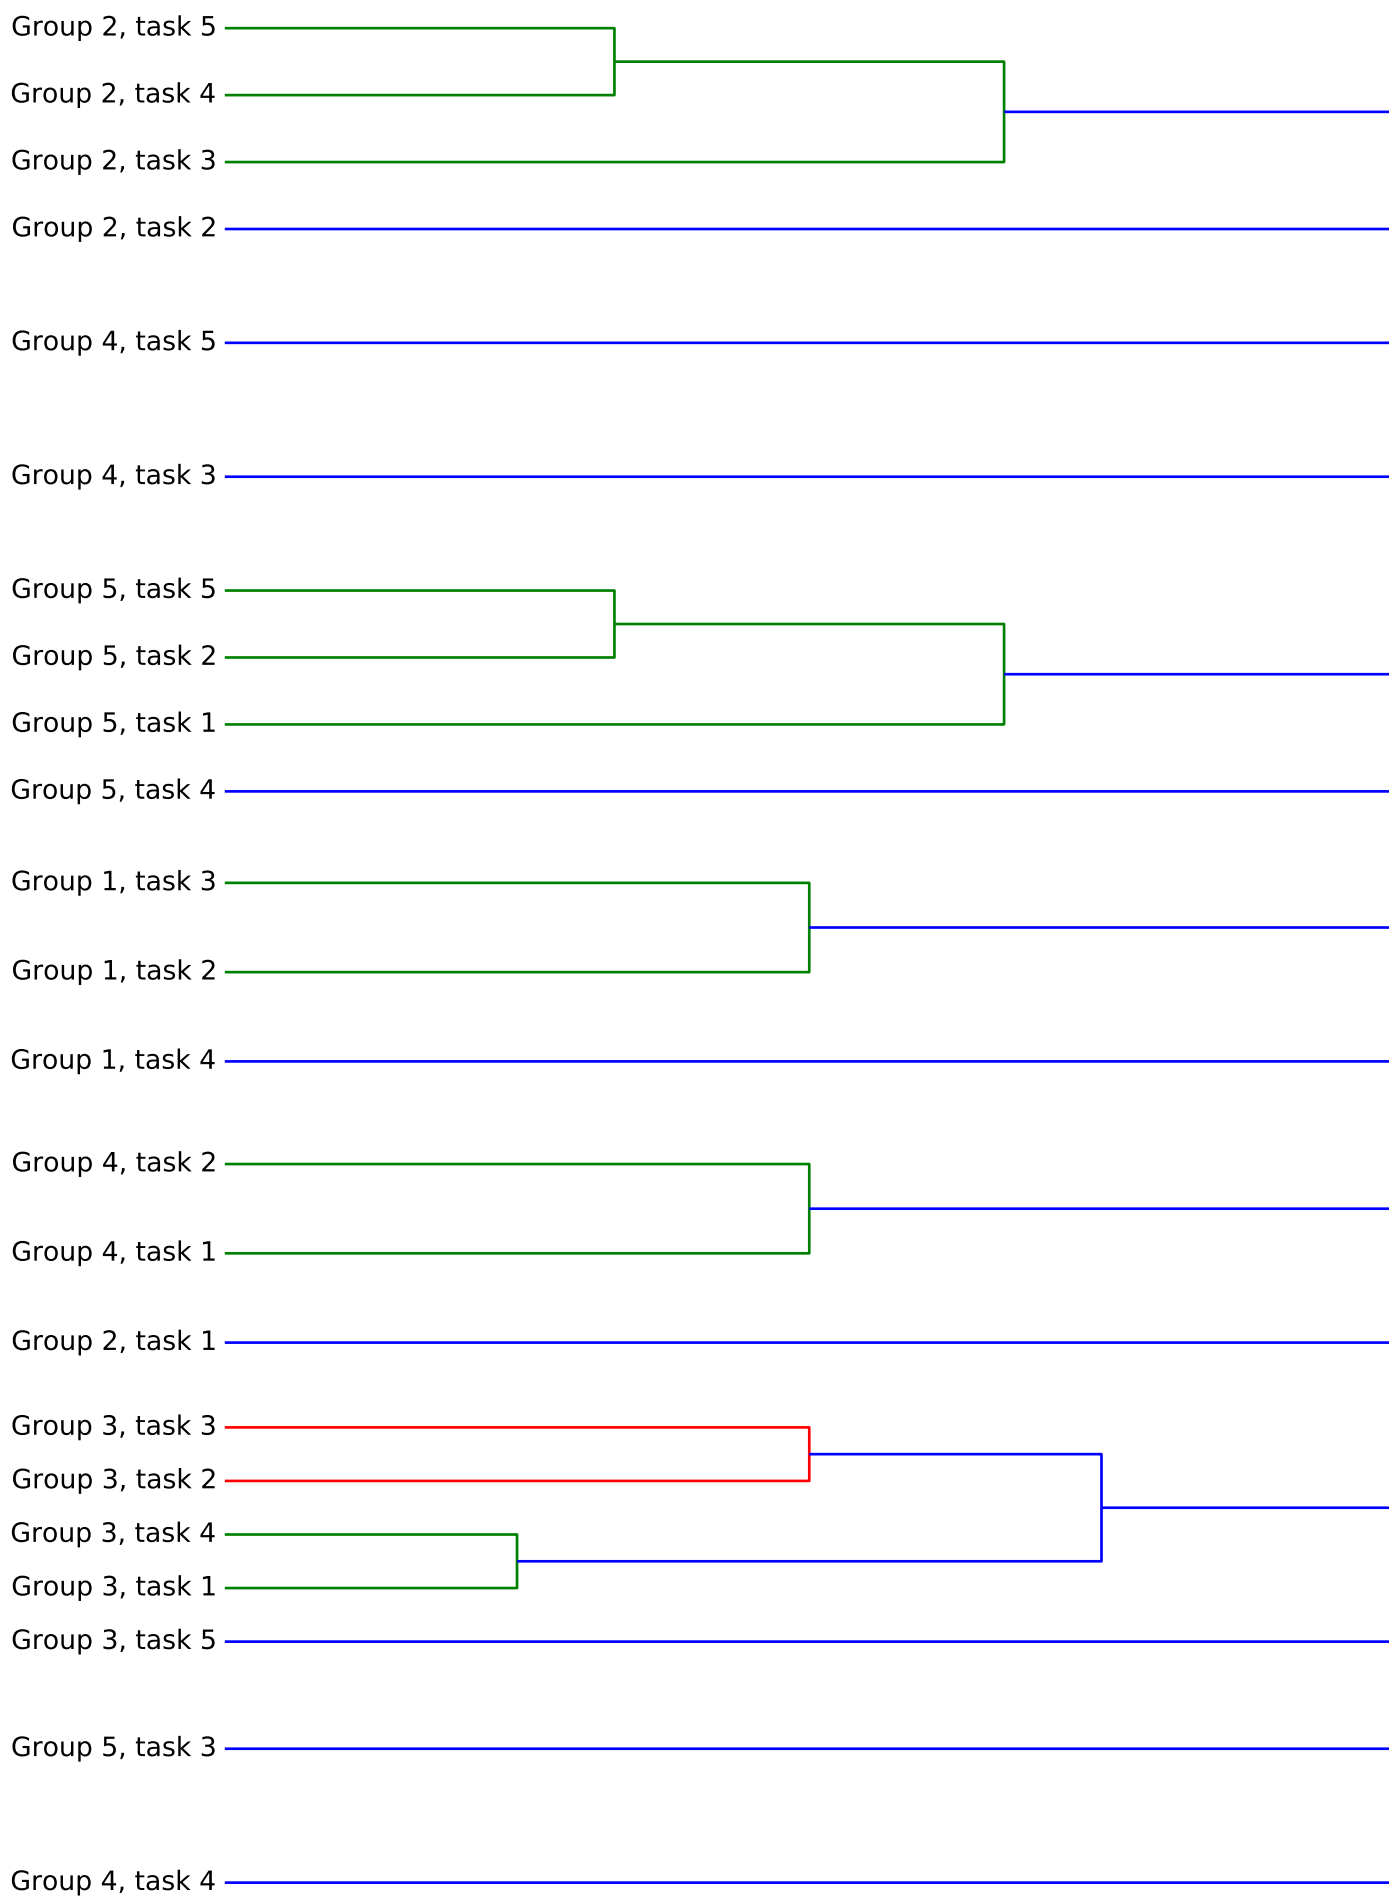 Group 2, task 5
Group 2, task 4
Group 2, task 3
Group 2, task 2
Group 4, task 5
Group 4, task 3
Group 5, task 5
Group 5, task 2
Group 5, task 1
Group 5, task 4
Group 1, task 3
Group 1, task 2
Group 1, task 4
Group 4, task 2
Group 4, task 1
Group 2, task 1
Group 3, task 3
Group 3, task 2
Group 3, task 4
Group 3, task 1
Group 3, task 5
Group 5, task 3
Group 4, task 4